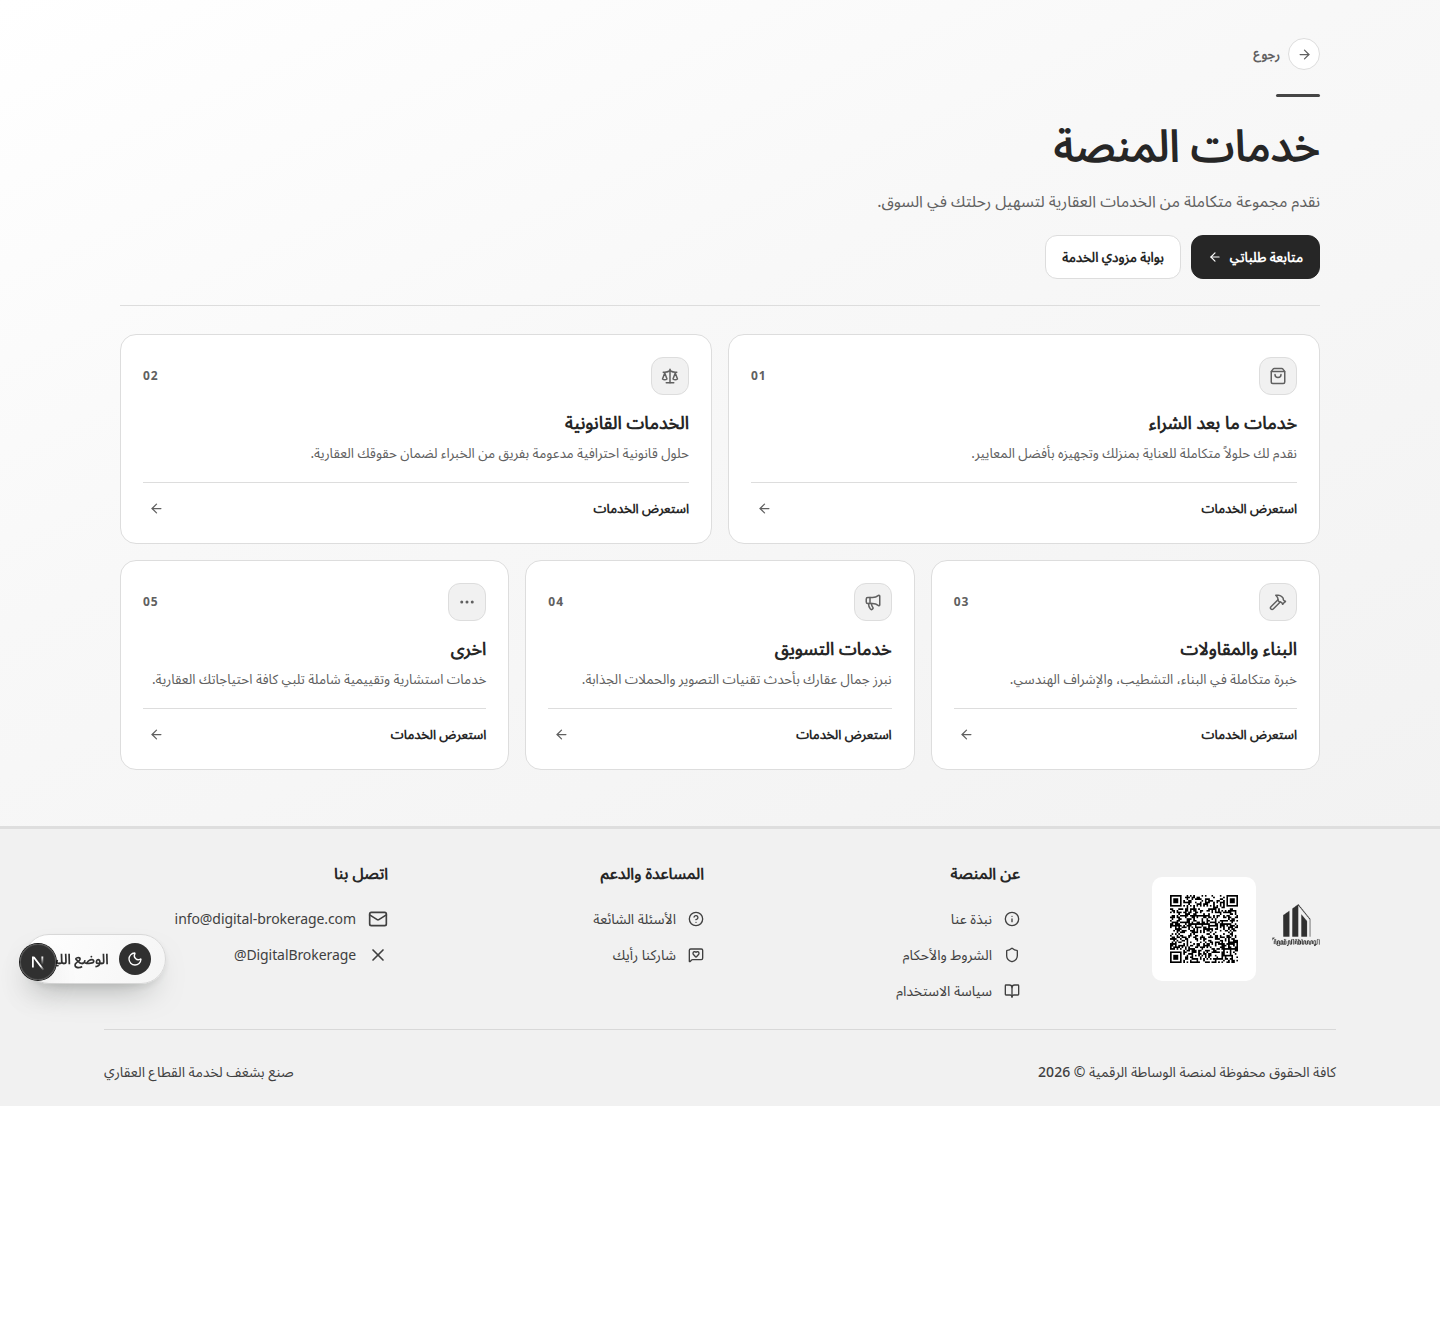 رجوع
خدمات المنصة
نقدم مجموعة متكاملة من الخدمات العقارية لتسهيل رحلتك في السوق.
متابعة طلباتي
بوابة مزودي الخدمة
01
خدمات ما بعد الشراء
نقدم لك حلولاً متكاملة للعناية بمنزلك وتجهيزه بأفضل المعايير.
استعرض الخدمات
02
الخدمات القانونية
حلول قانونية احترافية مدعومة بفريق من الخبراء لضمان حقوقك العقارية.
استعرض الخدمات
03
البناء والمقاولات
خبرة متكاملة في البناء، التشطيب، والإشراف الهندسي.
استعرض الخدمات
04
خدمات التسويق
نبرز جمال عقارك بأحدث تقنيات التصوير والحملات الجذابة.
استعرض الخدمات
05
اخرى
خدمات استشارية وتقييمية شاملة تلبي كافة احتياجاتك العقارية.
استعرض الخدمات
الوساطة الرقمية
عن المنصة
نبذة عنا
الشروط والأحكام
سياسة الاستخدام
المساعدة والدعم
الأسئلة الشائعة
شاركنا رأيك
اتصل بنا
info@digital-brokerage.com
@DigitalBrokerage
الوضع
N
كافة الحقوق محفوظة لمنصة الوساطة الرقمية © 2026
صنع بشغف لخدمة القطاع العقاري